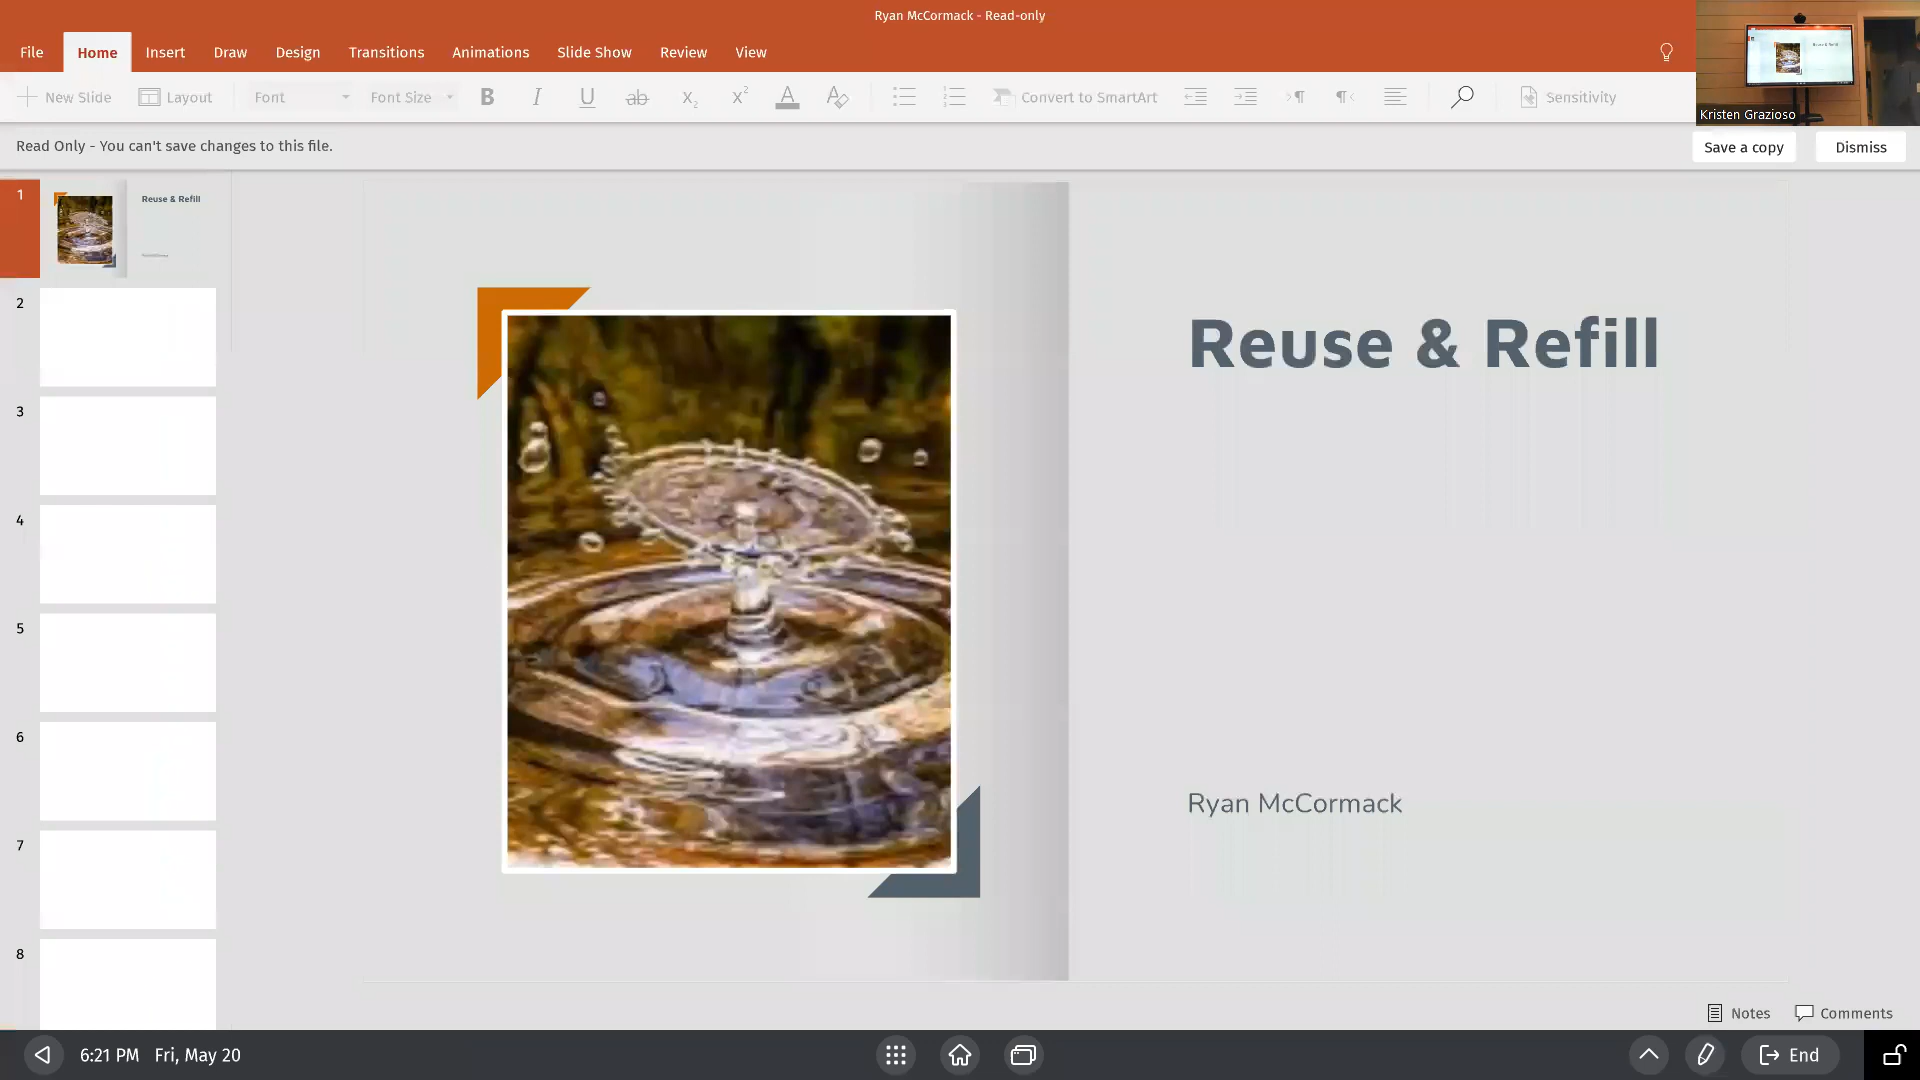 Ryan McCormack - Read-only
File Home Insert Draw Design Transitions Animations Slide Show Review View
New Slide Layout Font Font Size B I U ab X₂ X² A A Convert to SmartArt Sensitivity
Kristen Grazioso
Read Only - You can't save changes to this file.
Save a copy Dismiss
1
Reuse & Refill
2
3
4
5
6
7
8
Reuse & Refill
Ryan McCormack
Notes Comments
6:21 PM Fri, May 20
End